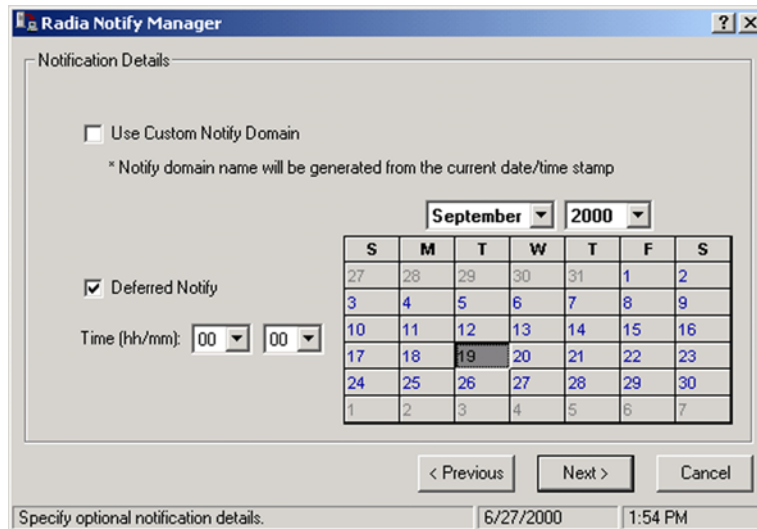 Radia Notify Manager
Notification Details
Use Custom Notify Domain
* Notify domain name will be generated from the current date/time stamp
September 2000
S M T W T F S
27 28 29 30 31 1 2
3 4 5 6 7 8 9
10 11 12 13 14 15 16
17 18 19 20 21 22 23
24 25 26 27 28 29 30
1 2 3 4 5 6 7
Deferred Notify
Time (hh/mm): 00 00
< Previous Next > Cancel
Specify optional notification details. 6/27/2000 1:54 PM